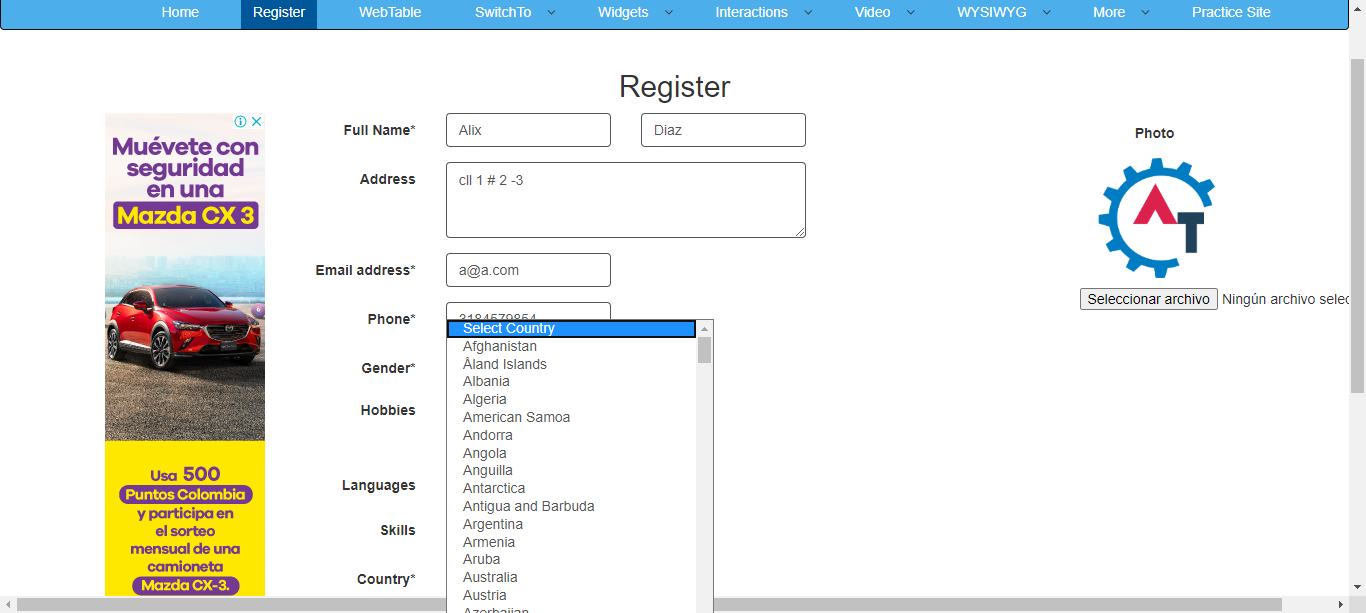 Home Register WebTable SwitchTo Widgets Interactions Video WYSIWYG More Practice Site
Register
Muévete con
seguridad
en una
Mazda CX 3
Usa 500
Puntos Colombia
y participa en
el sorteo
mensual de una
camioneta
Mazda CX-3.
Full Name* Alix Diaz
Address cll 1 # 2 -3
Email address* a@a.com
Phone* 3184579854
Gender*
Hobbies
Languages
Skills
Country*
Select Country
Afghanistan
Åland Islands
Albania
Algeria
American Samoa
Andorra
Angola
Anguilla
Antarctica
Antigua and Barbuda
Argentina
Armenia
Aruba
Australia
Austria
Azerbaijan
Photo
AT
Seleccionar archivo Ningún archivo selec